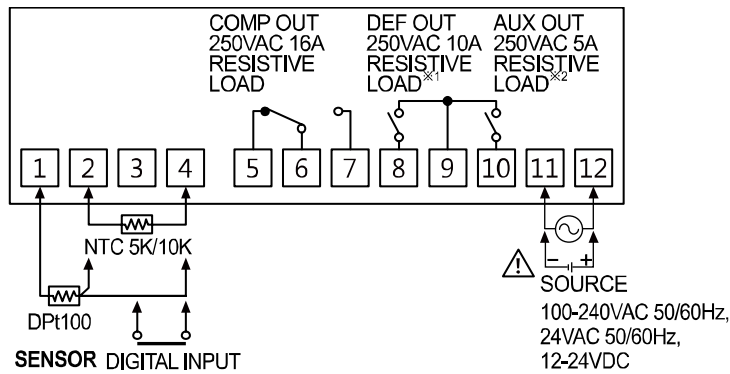 COMP OUT
250VAC 16A
RESISTIVE
LOAD
DEF OUT
250VAC 10A
RESISTIVE
LOAD※1
AUX OUT
250VAC 5A
RESISTIVE
LOAD※2
1 2 3 4 5 6 7 8 9 10 11 12
NTC 5K/10K
DPt100
SENSOR DIGITAL INPUT
− +
SOURCE
100-240VAC 50/60Hz,
24VAC 50/60Hz,
12-24VDC